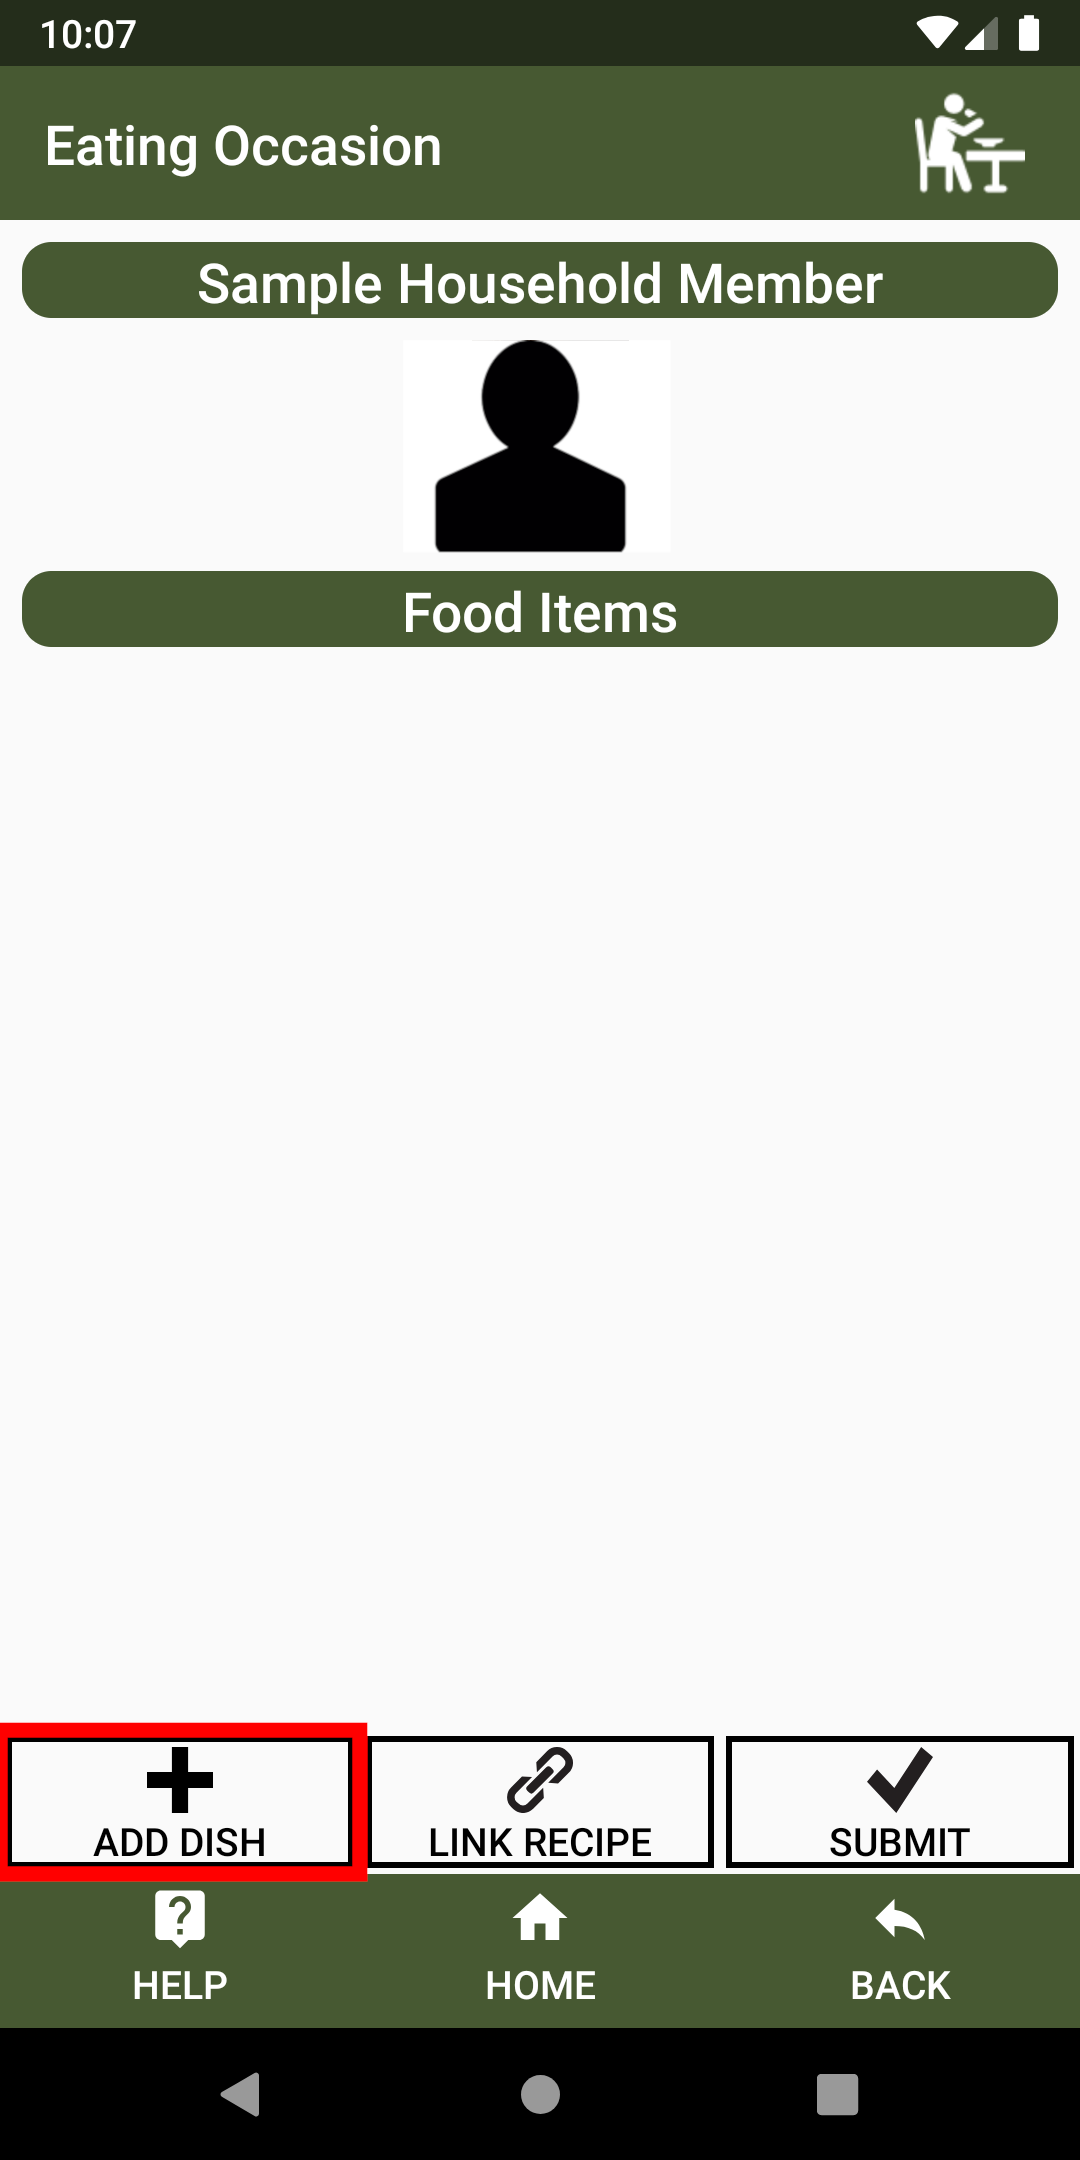 10:07
Eating Occasion
Sample Household Member
Food Items
ADD DISH
LINK RECIPE
SUBMIT
HELP
HOME
BACK